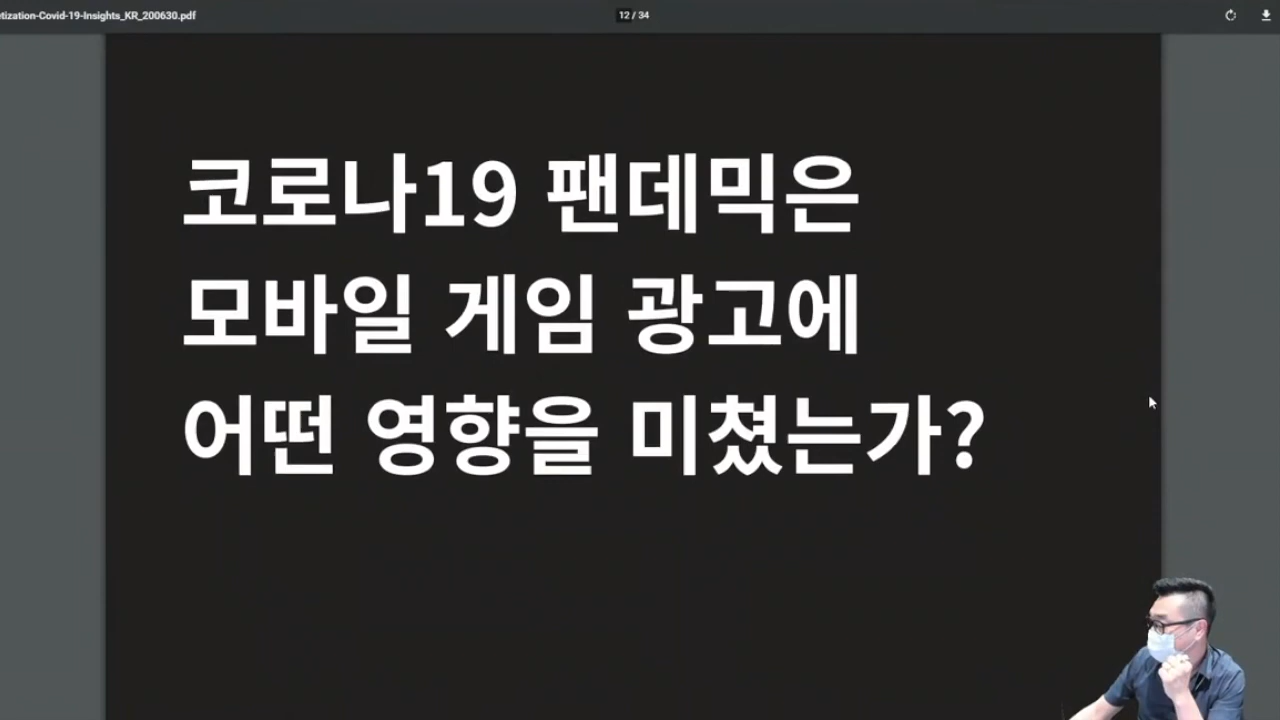 etization-Covid-19-Insights_KR_200630.pdf
12 / 34
코로나19 팬데믹은
모바일 게임 광고에
어떤 영향을 미쳤는가?